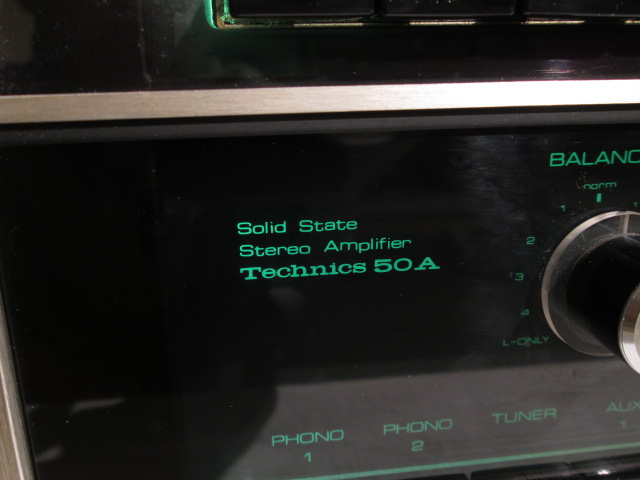 BALANC
norm
1 1
Solid State
2
Stereo Amplifier
Technics 50A
3
4
L-ONLY
PHONO 1
PHONO 2
TUNER
AUX 1